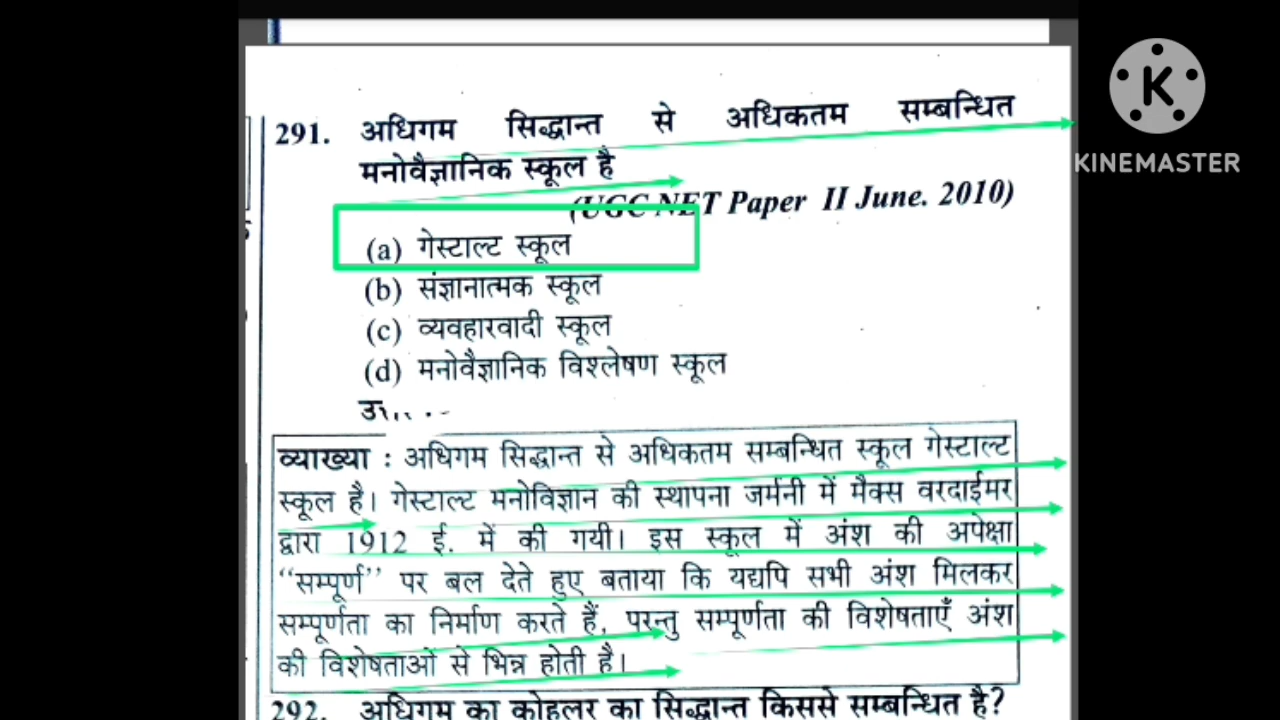 KINEMASTER
291. अधिगम सिद्धान्त से अधिकतम सम्बन्धित
मनोवैज्ञानिक स्कूल है
(UGC NET Paper II June. 2010)
(a) गेस्टाल्ट स्कूल
(b) संज्ञानात्मक स्कूल
(c) व्यवहारवादी स्कूल
(d) मनोवैज्ञानिक विश्लेषण स्कूल
व्याख्या : अधिगम सिद्धान्त से अधिकतम सम्बन्धित स्कूल गेस्टाल्ट
स्कूल है। गेस्टाल्ट मनोविज्ञान की स्थापना जर्मनी में मैक्स वरदाईमर
द्वारा 1912 ई. में की गयी। इस स्कूल में अंश की अपेक्षा
“सम्पूर्ण” पर बल देते हुए बताया कि यद्यपि सभी अंश मिलकर
सम्पूर्णता का निर्माण करते हैं, परन्तु सम्पूर्णता की विशेषताएँ अंश
की विशेषताओं से भिन्न होती है।
292. अधिगम का कोहलर का सिद्धान्त किससे सम्बन्धित है?